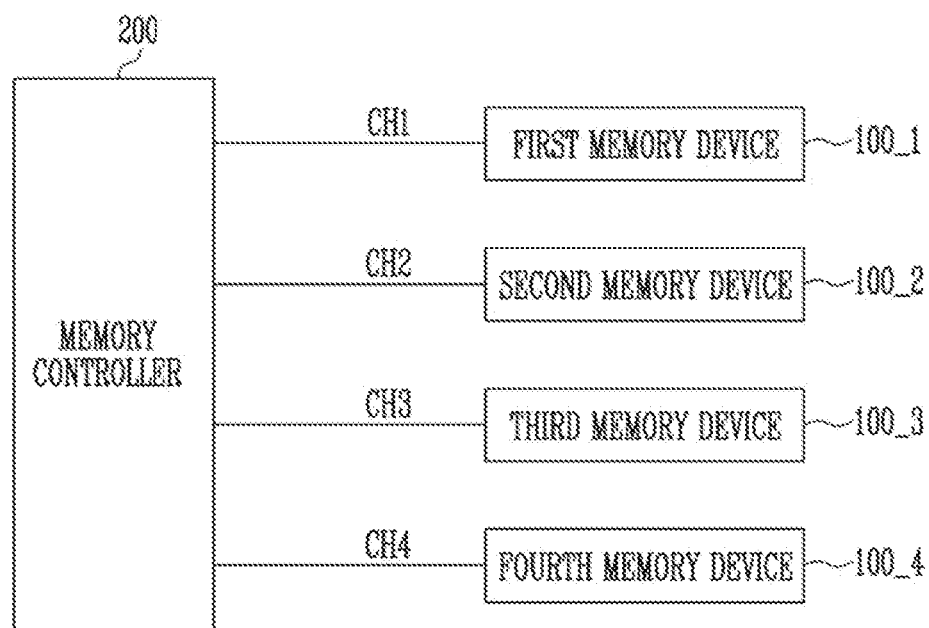 200
MEMORY
CONTROLLER
CH1
FIRST MEMORY DEVICE
100_1
CH2
SECOND MEMORY DEVICE
100_2
CH3
THIRD MEMORY DEVICE
100_3
CH4
FOURTH MEMORY DEVICE
100_4